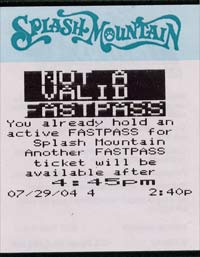 SPLASH MOUNTAIN
NOT A
VALID
FASTPASS
You already hold an
active FASTPASS for
Splash Mountain
Another FASTPASS
ticket will be
available after
4:45pm
07/29/04 4 2:40p